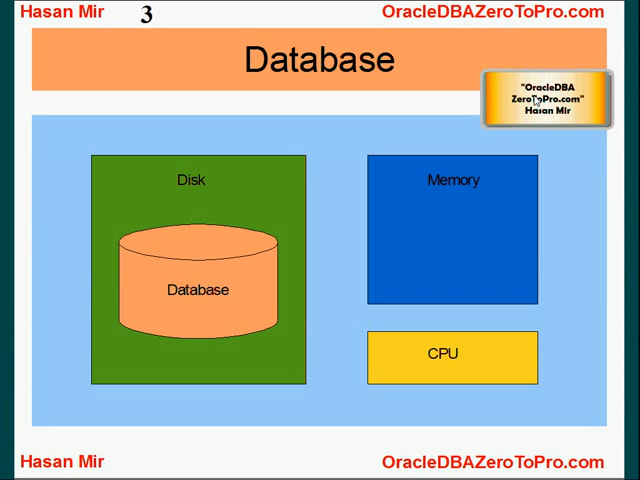 Hasan Mir
3
OracleDBAZeroToPro.com
Database
"OracleDBA
ZeroToPro.com"
Hasan Mir
Disk
Memory
Database
CPU
Hasan Mir
OracleDBAZeroToPro.com